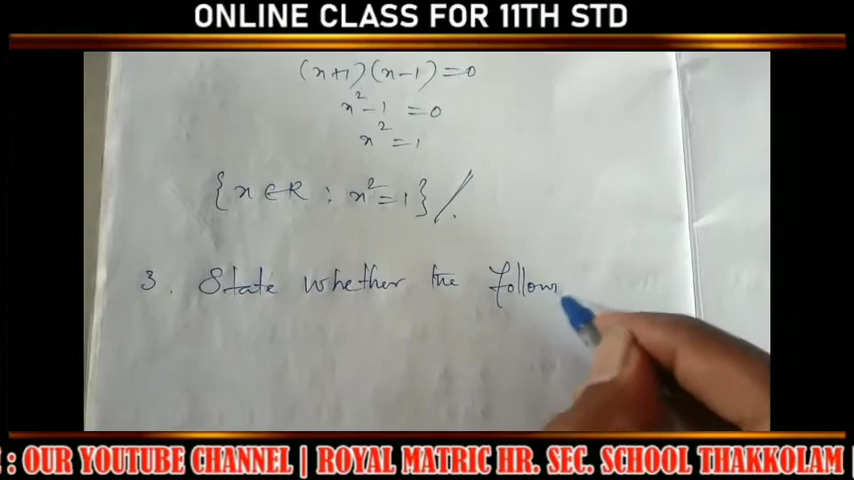 ONLINE CLASS FOR 11TH STD
(x+1)(x-1)=0
x²-1 =0
x²=1
{x∈R : x²=1}
3. State whether the follow
: OUR YOUTUBE CHANNEL | ROYAL MATRIC HR. SEC. SCHOOL THAKKOLAM |